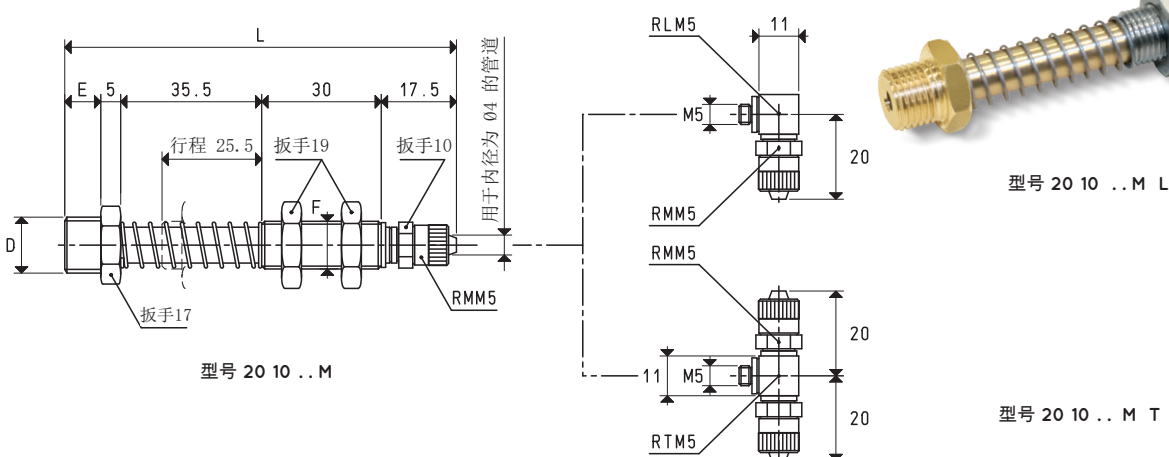 L
E
5
35.5
30
17.5
用于内径为 Ø4 的管道
行程 25.5
扳手19
扳手10
F
D
扳手17
RMM5
型号 20 10 . . M
RLM5
11
M5
20
RMM5
型号 20 10 . . M L
RMM5
20
11
M5
20
RTM5
型号 20 10 . . M T